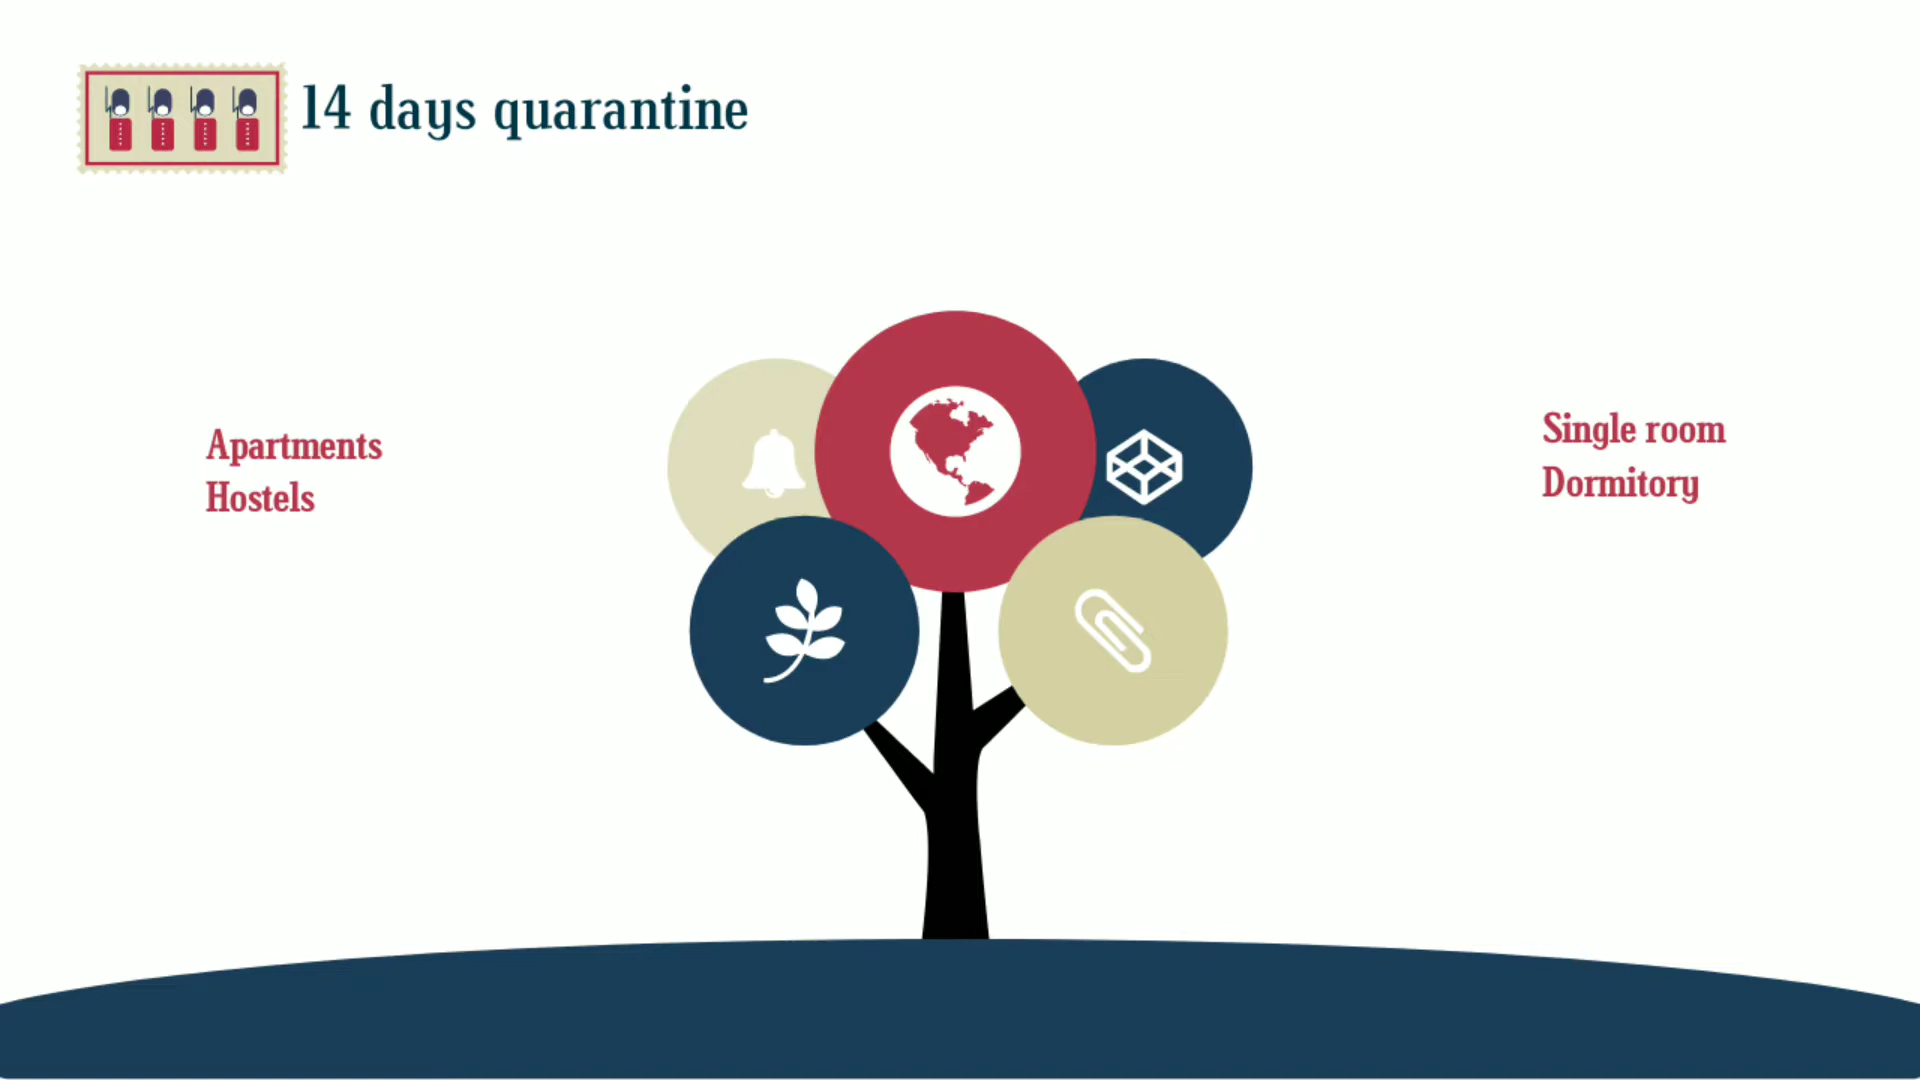 14 days quarantine
Apartments
Hostels
Single room
Dormitory